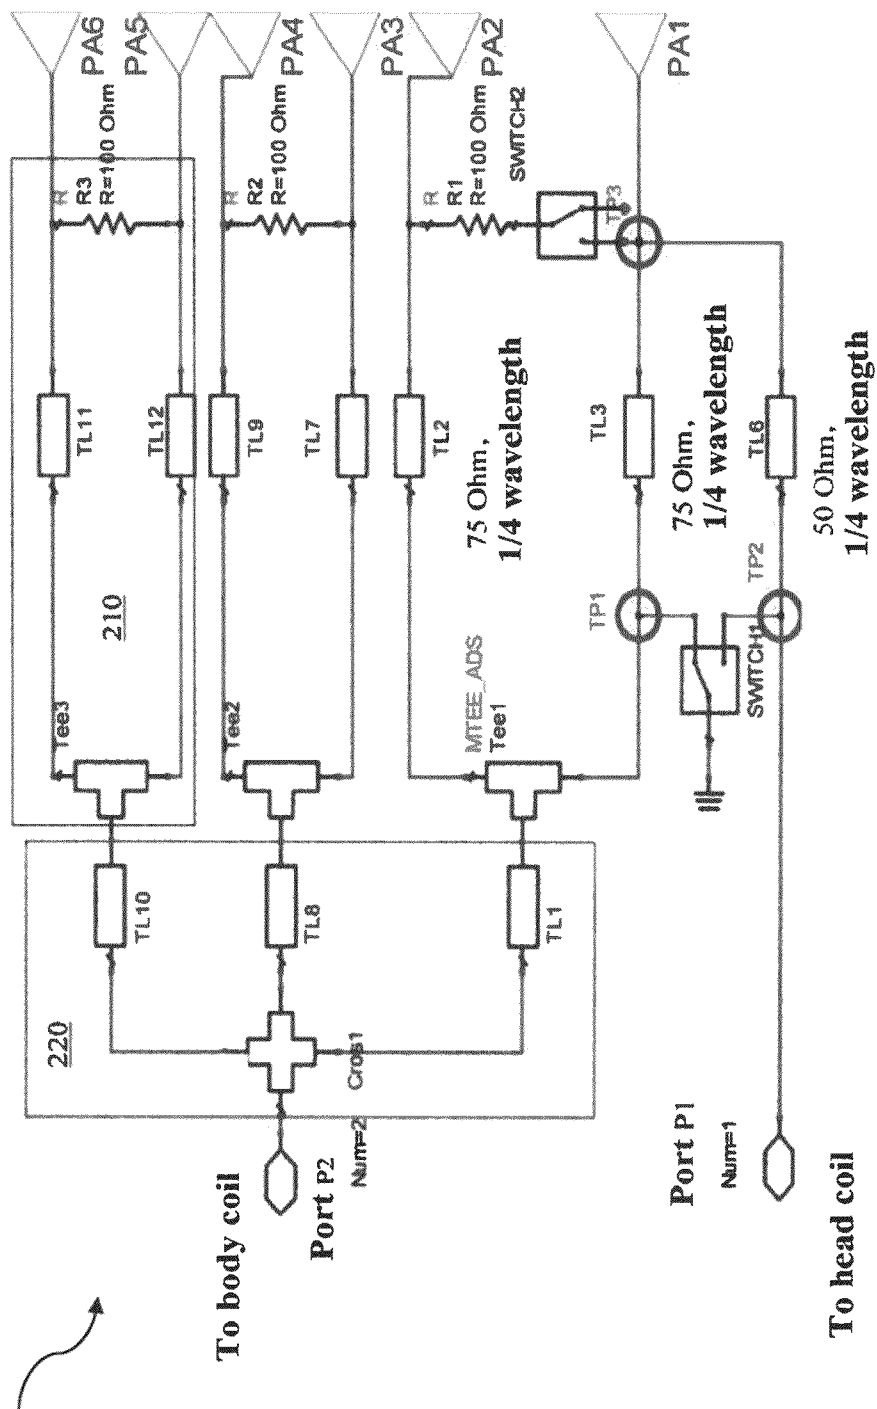 PA6
PA5
PA4
PA3
PA2
PA1
R
R3
R=100 Ohm
R
R2
R=100 Ohm
R
R1
R=100 Ohm
SWITCH2
TP3
TL11
TL12
TL9
TL7
TL2
75 Ohm,
1/4 wavelength
TL3
75 Ohm,
1/4 wavelength
TL6
50 Ohm,
1/4 wavelength
210
TP1
TP2
SWITCH1
Tee3
Tee2
MTEE_ADS
Tee1
TL10
TL8
TL1
220
Cros1
To body coil
Port P2
Num=2
Port P1
Num=1
To head coil